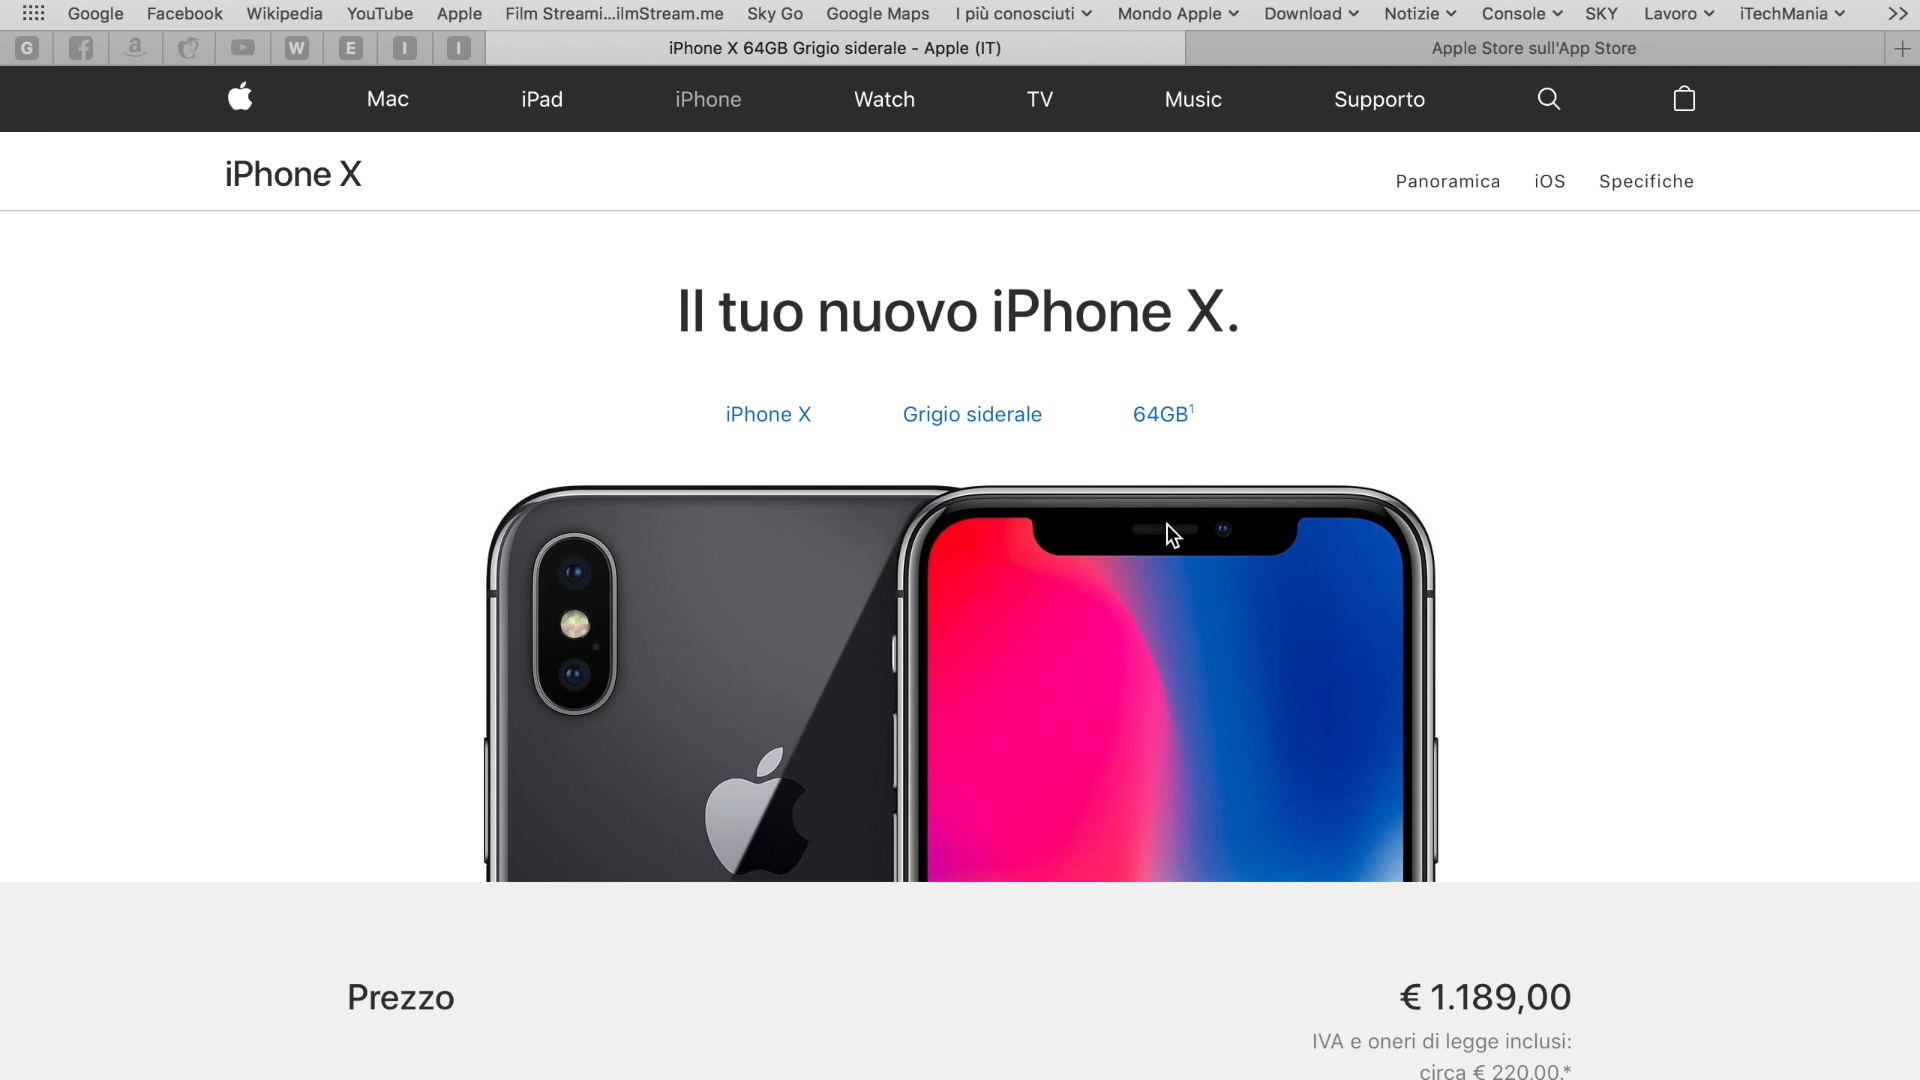 Google Facebook Wikipedia YouTube Apple Film Streami...ilmStream.me Sky Go Google Maps I più conosciuti Mondo Apple Download Notizie Console SKY Lavoro iTechMania
G a W E I I iPhone X 64GB Grigio siderale - Apple (IT) Apple Store sull'App Store
Mac iPad iPhone Watch TV Music Supporto
iPhone X Panoramica iOS Specifiche
Il tuo nuovo iPhone X.
iPhone X Grigio siderale 64GB¹
Prezzo € 1.189,00
IVA e oneri di legge inclusi:
circa € 220,00.*